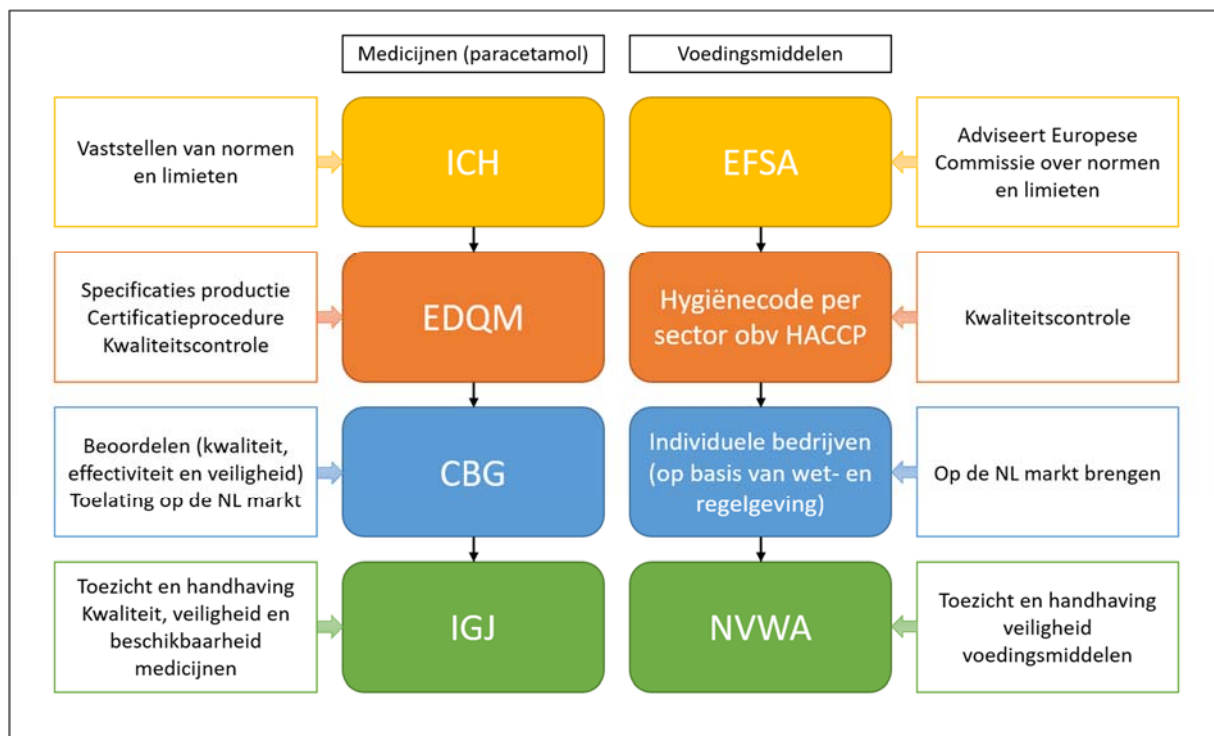 Medicijnen (paracetamol)
Voedingsmiddelen
Vaststellen van normen
en limieten
ICH
EFSA
Adviseert Europese
Commissie over normen
en limieten
Specificaties productie
Certificatieprocedure
Kwaliteitscontrole
EDQM
Hygiënecode per
sector obv HACCP
Kwaliteitscontrole
Beoordelen (kwaliteit,
effectiviteit en veiligheid)
Toelating op de NL markt
CBG
Individuele bedrijven
(op basis van wet- en
regelgeving)
Op de NL markt brengen
Toezicht en handhaving
Kwaliteit, veiligheid en
beschikbaarheid
medicijnen
IGJ
NVWA
Toezicht en handhaving
veiligheid
voedingsmiddelen